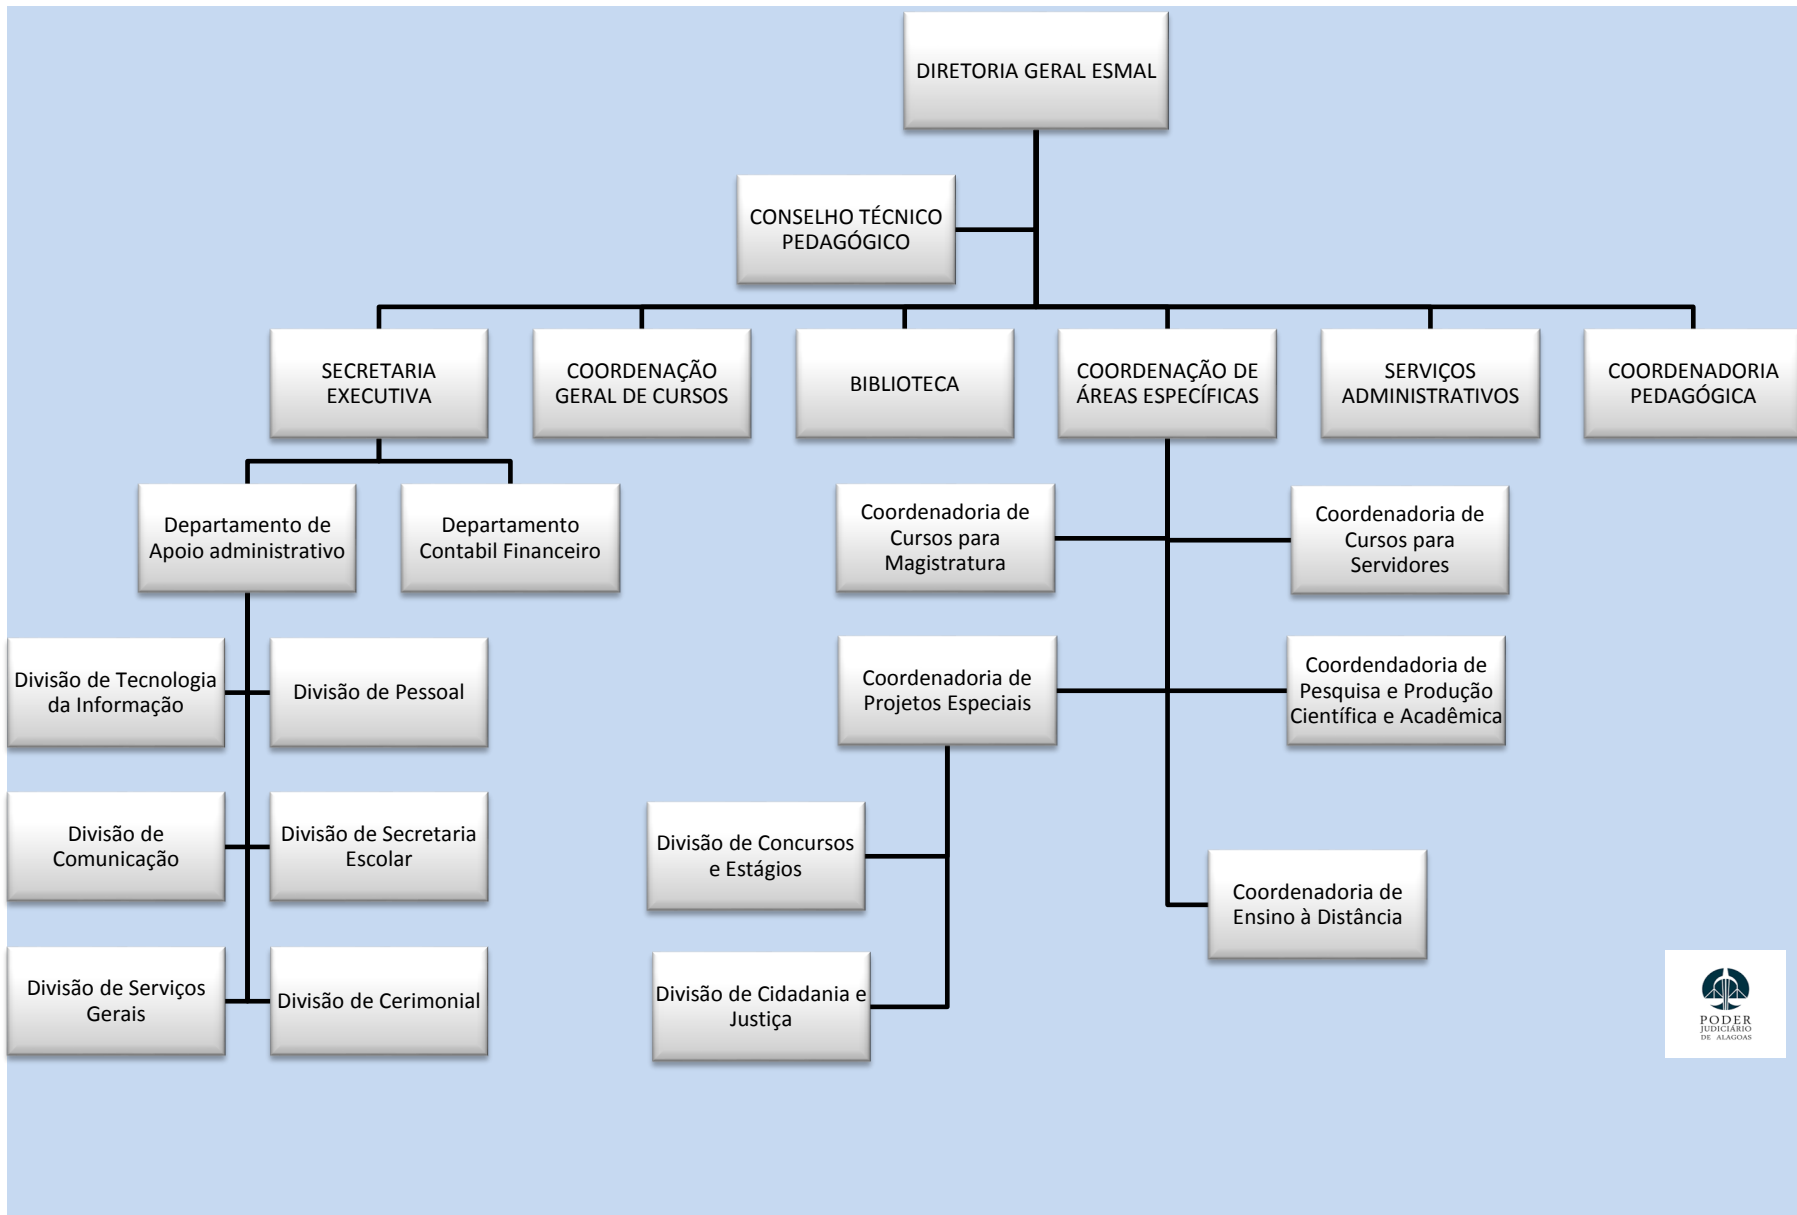 DIRETORIA GERAL ESMAL
CONSELHO TÉCNICO
PEDAGÓGICO
SECRETARIA
EXECUTIVA
COORDENAÇÃO
GERAL DE CURSOS
BIBLIOTECA
COORDENAÇÃO DE
ÁREAS ESPECÍFICAS
SERVIÇOS
ADMINISTRATIVOS
COORDENADORIA
PEDAGÓGICA
Departamento de
Apoio administrativo
Departamento
Contabil Financeiro
Coordenadoria de
Cursos para
Magistratura
Coordenadoria de
Cursos para
Servidores
Divisão de Tecnologia
da Informação
Divisão de Pessoal
Coordenadoria de
Projetos Especiais
Coordendadoria de
Pesquisa e Produção
Científica e Acadêmica
Divisão de
Comunicação
Divisão de Secretaria
Escolar
Divisão de Concursos
e Estágios
Coordenadoria de
Ensino à Distância
Divisão de Serviços
Gerais
Divisão de Cerimonial
Divisão de Cidadania e
Justiça
PODER
JUDICIÁRIO
DE ALAGOAS